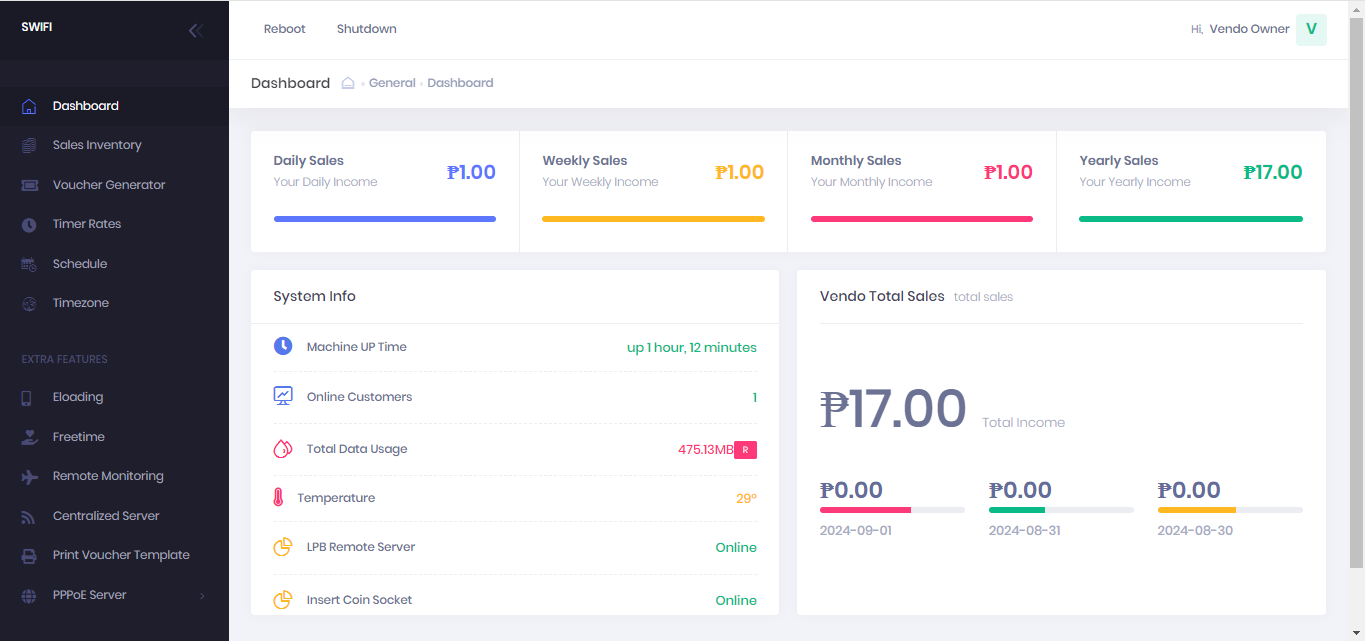 SWIFI
Reboot
Shutdown
Hi, Vendo Owner V
Dashboard General Dashboard
Dashboard
Sales Inventory
Voucher Generator
Timer Rates
Schedule
Timezone
EXTRA FEATURES
Eloading
Freetime
Remote Monitoring
Centralized Server
Print Voucher Template
PPPoE Server
Daily Sales
Your Daily Income
₱1.00
Weekly Sales
Your Weekly Income
₱1.00
Monthly Sales
Your Monthly Income
₱1.00
Yearly Sales
Your Yearly Income
₱17.00
System Info
Machine UP Time up 1 hour, 12 minutes
Online Customers 1
Total Data Usage 475.13MB R
Temperature 29°
LPB Remote Server Online
Insert Coin Socket Online
Vendo Total Sales total sales
₱17.00 Total Income
₱0.00
2024-09-01
₱0.00
2024-08-31
₱0.00
2024-08-30